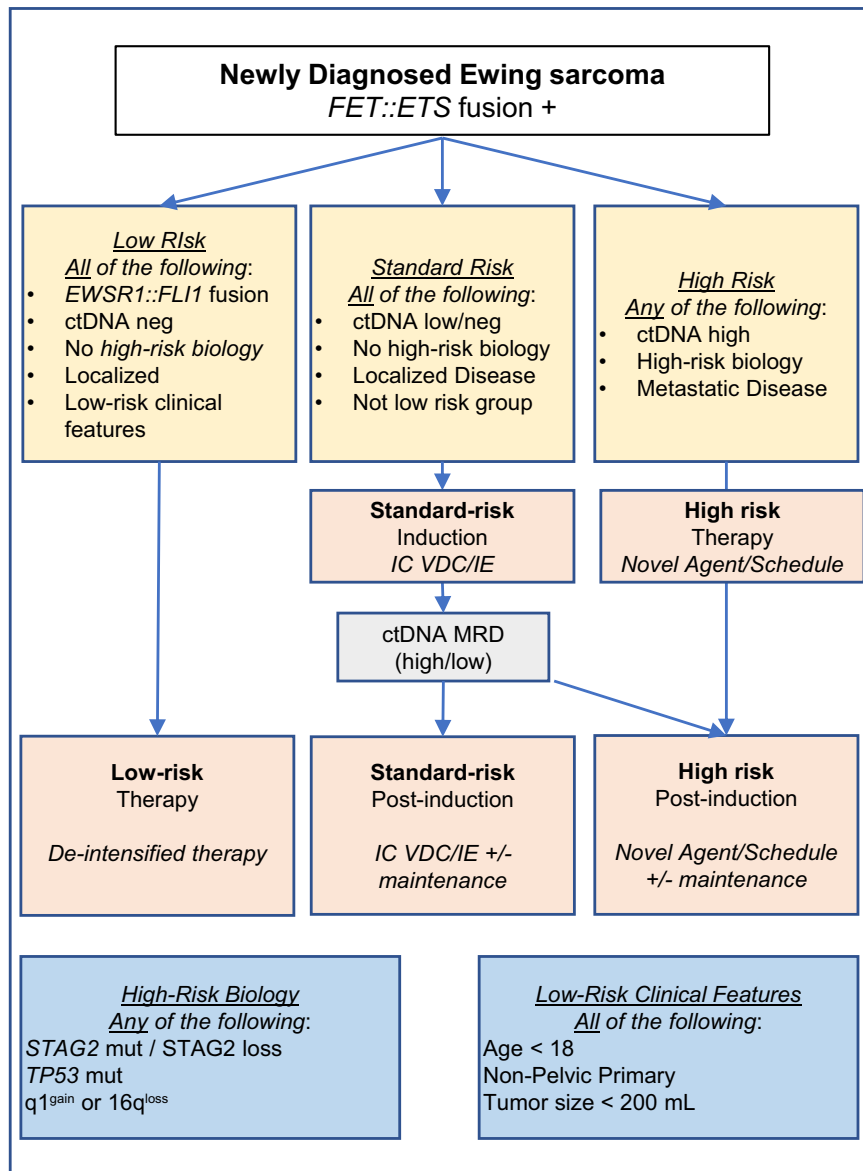 Newly Diagnosed Ewing sarcoma
FET::ETS fusion +
Low RIsk
All of the following:
• EWSR1::FLI1 fusion
• ctDNA neg
• No high-risk biology
• Localized
• Low-risk clinical
features
Standard Risk
All of the following:
• ctDNA low/neg
• No high-risk biology
• Localized Disease
• Not low risk group
High Risk
Any of the following:
• ctDNA high
• High-risk biology
• Metastatic Disease
Standard-risk
Induction
IC VDC/IE
High risk
Therapy
Novel Agent/Schedule
ctDNA MRD
(high/low)
Low-risk
Therapy
De-intensified therapy
Standard-risk
Post-induction
IC VDC/IE +/-
maintenance
High risk
Post-induction
Novel Agent/Schedule
+/- maintenance
High-Risk Biology
Any of the following:
STAG2 mut / STAG2 loss
TP53 mut
q1gain or 16qloss
Low-Risk Clinical Features
All of the following:
Age < 18
Non-Pelvic Primary
Tumor size < 200 mL